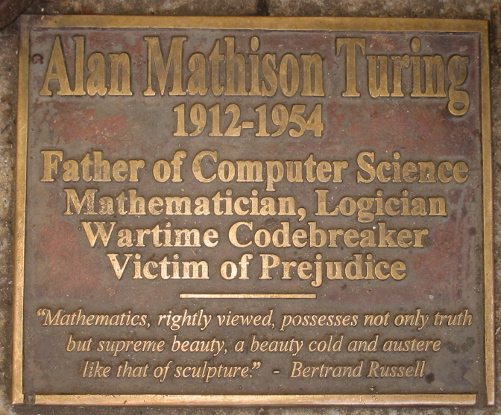 Alan Mathison Turing
1912-1954
Father of Computer Science
Mathematician, Logician
Wartime Codebreaker
Victim of Prejudice
“Mathematics, rightly viewed, possesses not only truth
but supreme beauty, a beauty cold and austere
like that of sculpture.” - Bertrand Russell